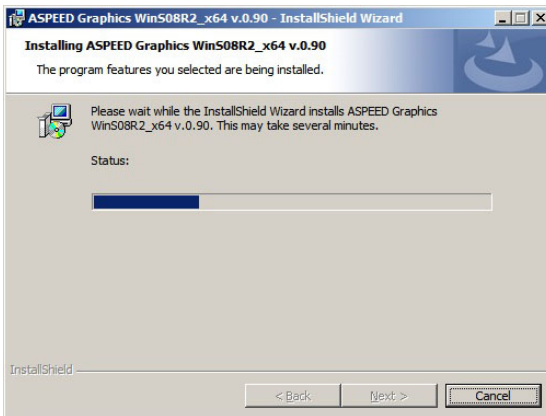 ASPEED Graphics WinS08R2_x64 v.0.90 - InstallShield Wizard
Installing ASPEED Graphics WinS08R2_x64 v.0.90
The program features you selected are being installed.
Please wait while the InstallShield Wizard installs ASPEED Graphics
WinS08R2_x64 v.0.90. This may take several minutes.
Status:
InstallShield
< Back
Next >
Cancel